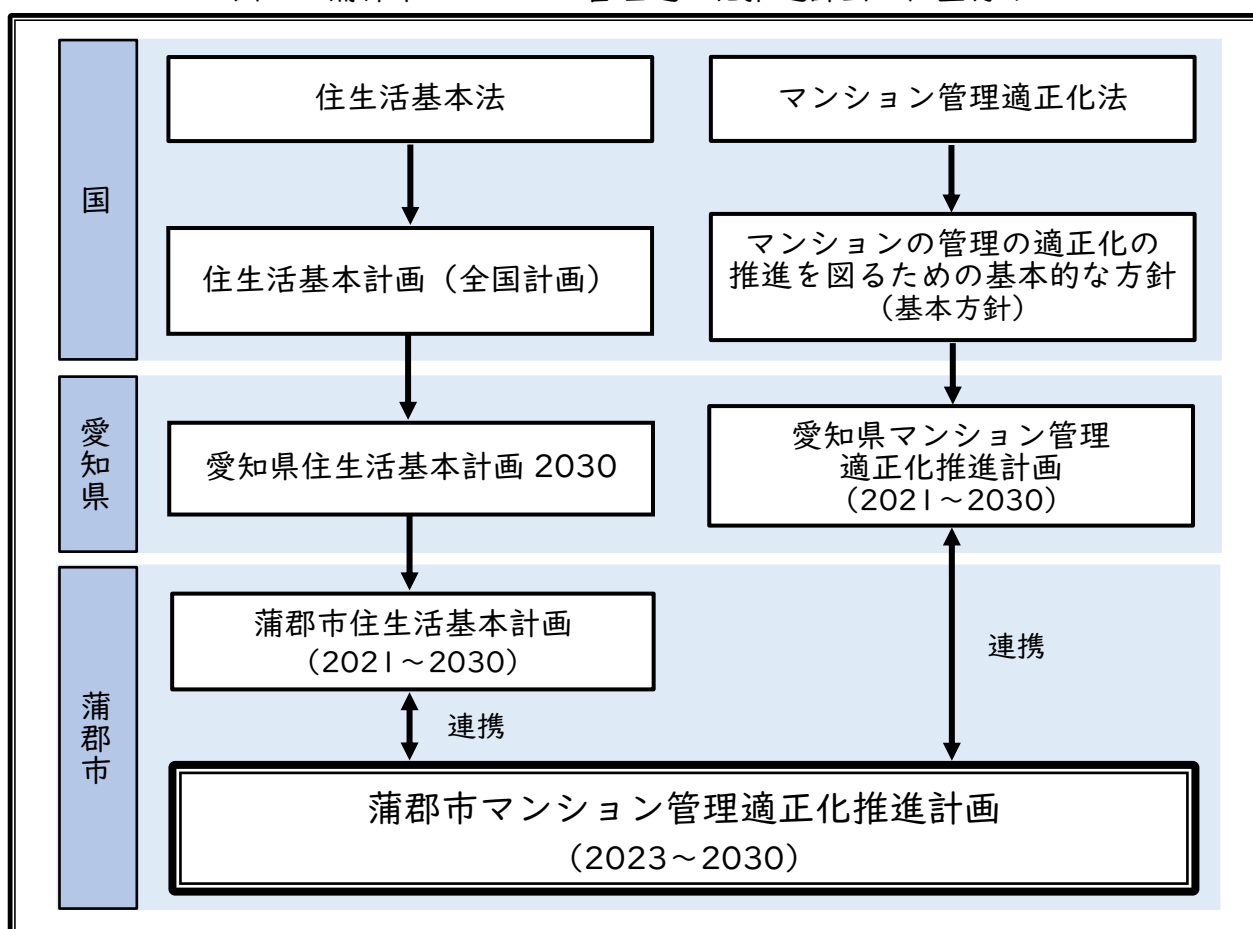 国
住生活基本法
マンション管理適正化法
住生活基本計画（全国計画）
マンションの管理の適正化の
推進を図るための基本的な方針
（基本方針）
愛知県
愛知県住生活基本計画 2030
愛知県マンション管理
適正化推進計画
（2021～2030）
蒲郡市
蒲郡市住生活基本計画
（2021～2030）
連携
連携
蒲郡市マンション管理適正化推進計画
（2023～2030）